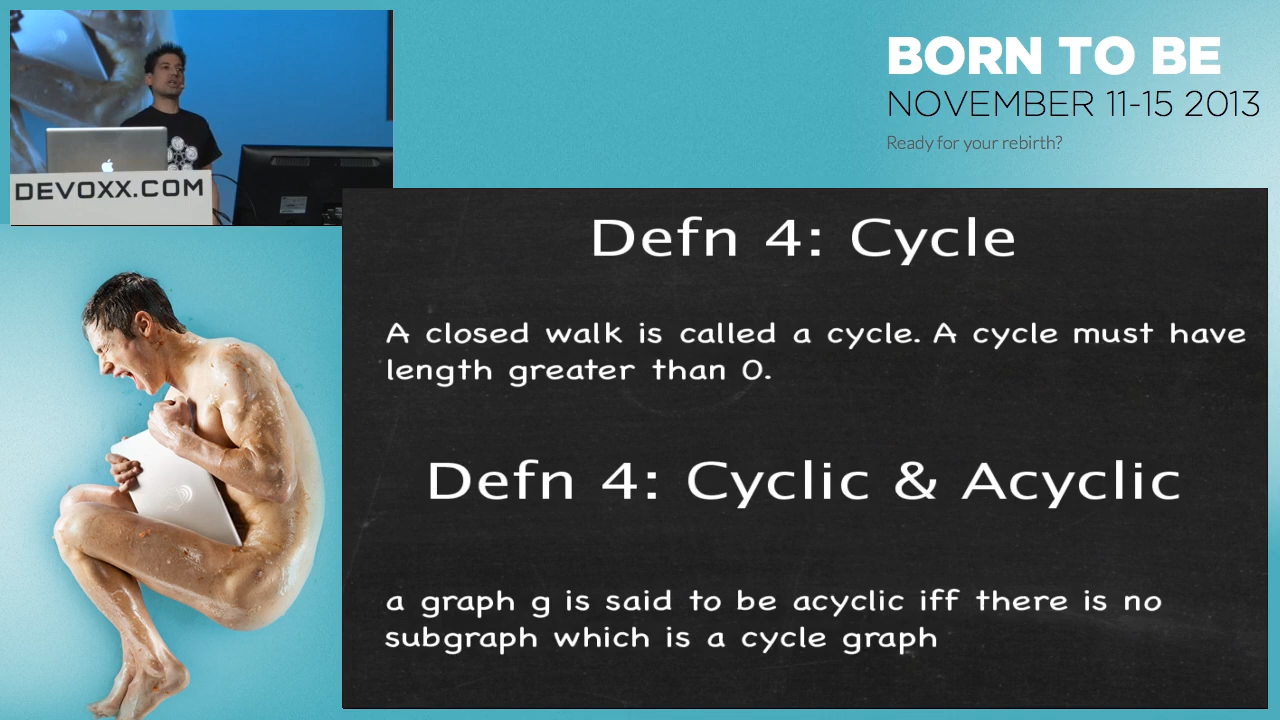 BORN TO BE
NOVEMBER 11-15 2013
Ready for your rebirth?
DEVOXX.COM
Defn 4: Cycle
A closed walk is called a cycle. A cycle must have
length greater than 0.
Defn 4: Cyclic & Acyclic
a graph g is said to be acyclic iff there is no
subgraph which is a cycle graph